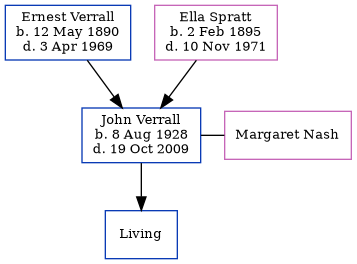 Ernest Verrall
b. 12 May 1890
d. 3 Apr 1969
Ella Spratt
b. 2 Feb 1895
d. 10 Nov 1971
John Verrall
b. 8 Aug 1928
d. 19 Oct 2009
Margaret Nash
Living